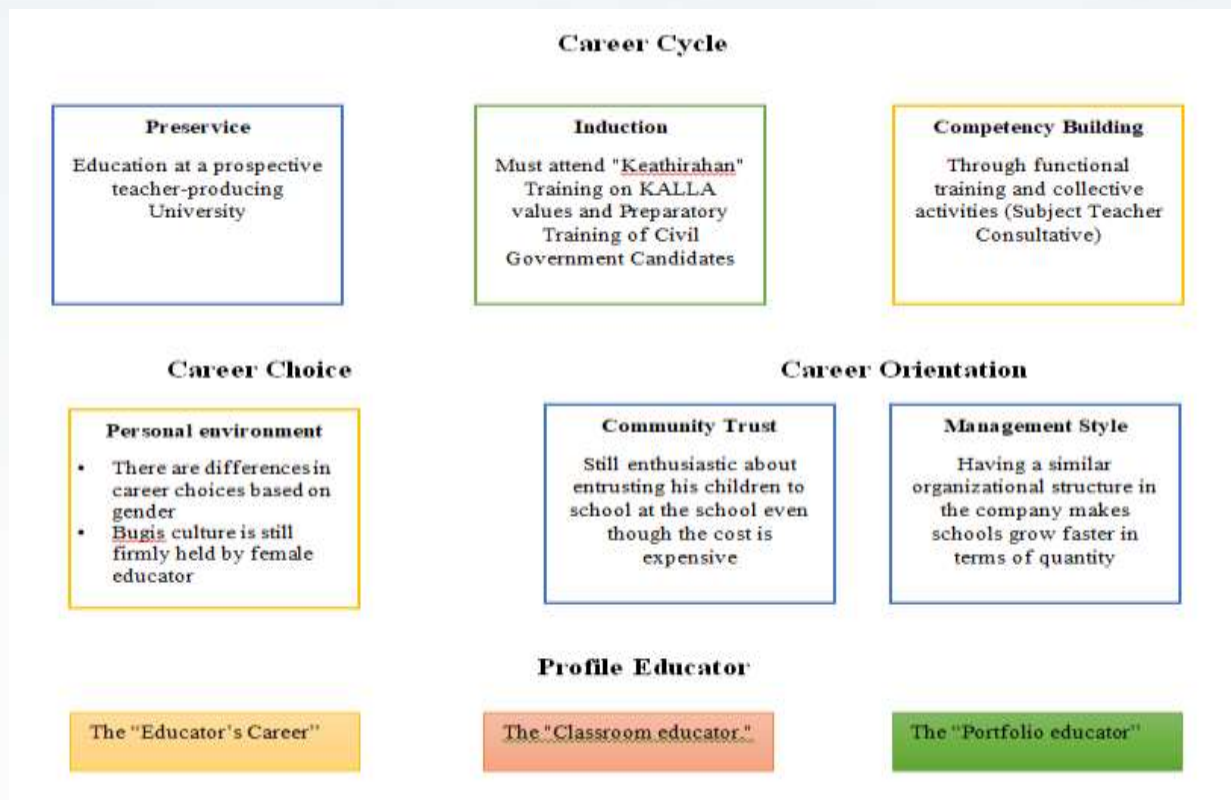 Career Cycle
Preservice
Education at a prospective
teacher-producing
University
Induction
Must attend "Keathirahan"
Training on KALLA
values and Preparatory
Training of Civil
Government Candidates
Competency Building
Through functional
training and collective
activities (Subject Teacher
Consultative)
Career Choice
Personal environment
• There are differences in
career choices based on
gender
• Bugis culture is still
firmly held by female
educator
Career Orientation
Community Trust
Still enthusiastic about
entrusting his children to
school at the school even
though the cost is
expensive
Management Style
Having a similar
organizational structure in
the company makes
schools grow faster in
terms of quantity
Profile Educator
The “Educator’s Career”
The "Classroom educator."
The “Portfolio educator”